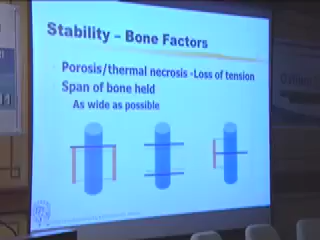 Stability – Bone Factors
Porosis/thermal necrosis -Loss of tension
Span of bone held
As wide as possible